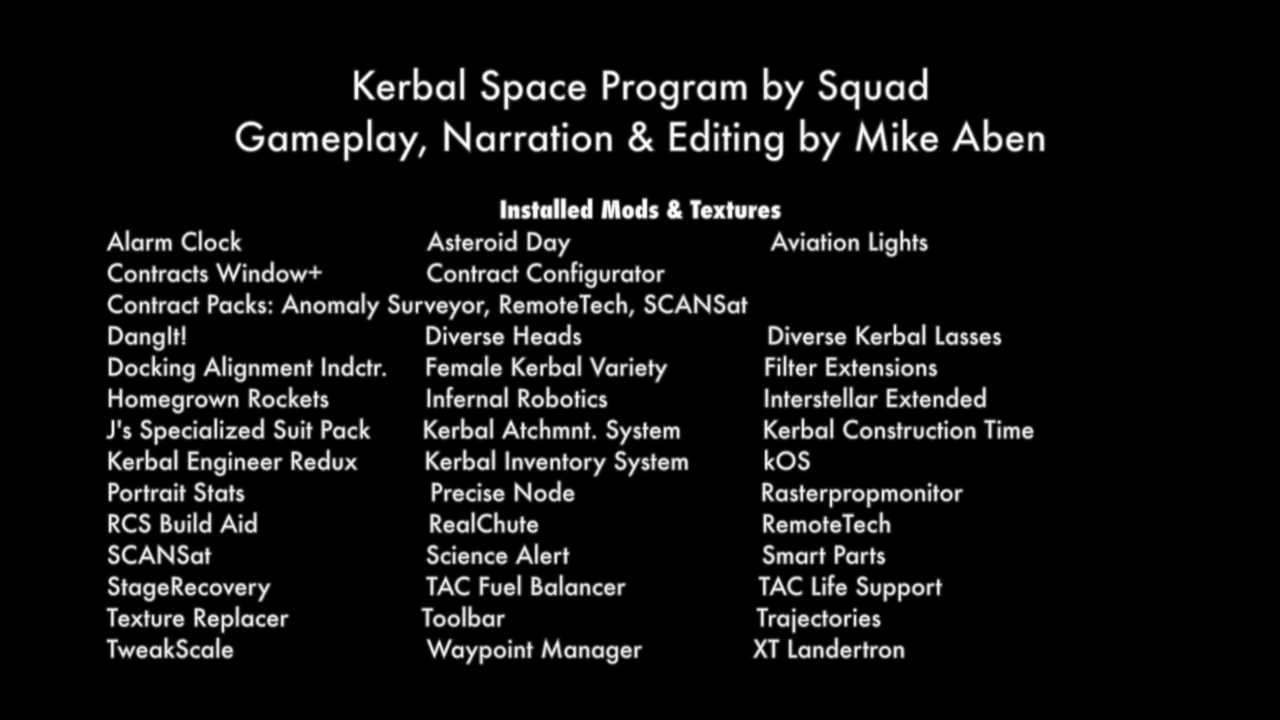 Kerbal Space Program by Squad
Gameplay, Narration & Editing by Mike Aben
Installed Mods & Textures
Alarm Clock Asteroid Day Aviation Lights
Contracts Window+ Contract Configurator
Contract Packs: Anomaly Surveyor, RemoteTech, SCANSat
DangIt! Diverse Heads Diverse Kerbal Lasses
Docking Alignment Indctr. Female Kerbal Variety Filter Extensions
Homegrown Rockets Infernal Robotics Interstellar Extended
J's Specialized Suit Pack Kerbal Atchmnt. System Kerbal Construction Time
Kerbal Engineer Redux Kerbal Inventory System kOS
Portrait Stats Precise Node Rasterpropmonitor
RCS Build Aid RealChute RemoteTech
SCANSat Science Alert Smart Parts
StageRecovery TAC Fuel Balancer TAC Life Support
Texture Replacer Toolbar Trajectories
TweakScale Waypoint Manager XT Landertron